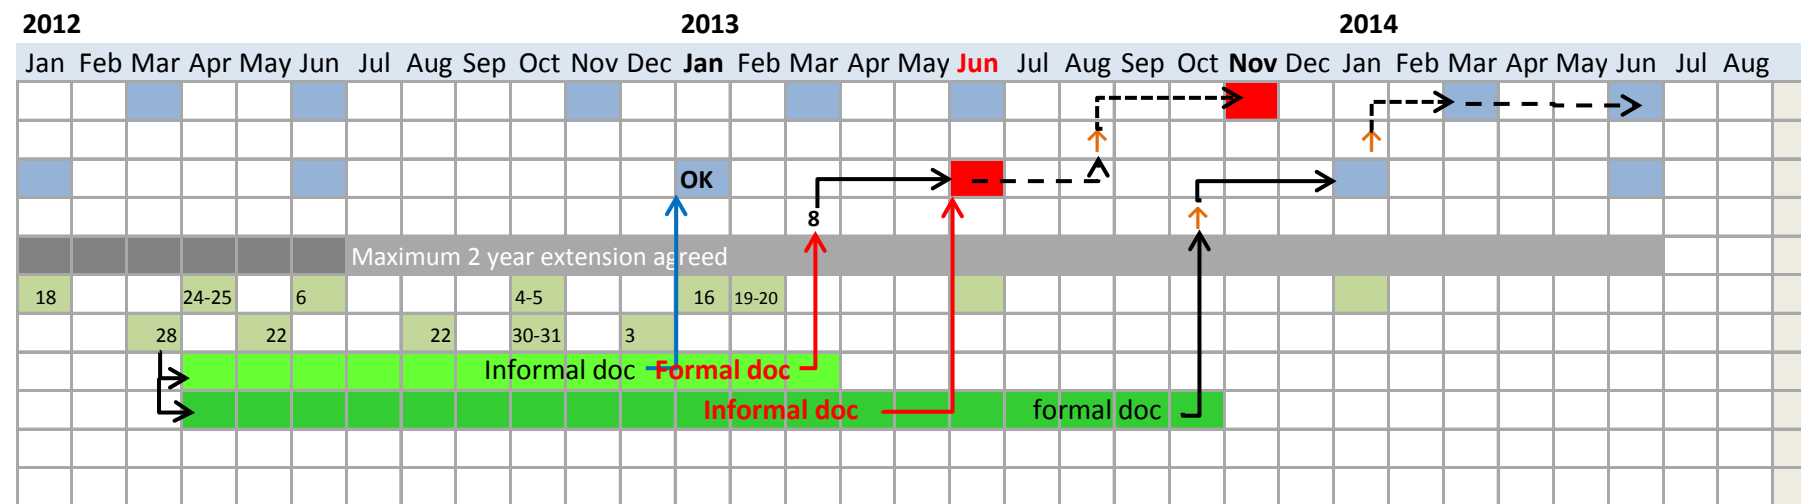 2012 2013 2014
Jan Feb Mar Apr May Jun Jul Aug Sep Oct Nov Dec Jan Feb Mar Apr May Jun Jul Aug Sep Oct Nov Dec Jan Feb Mar Apr May Jun Jul Aug
OK
8
Maximum 2 year extension agreed
18 24-25 6 4-5 16 19-20
28 22 22 30-31 3
Informal doc Formal doc
Informal doc formal doc